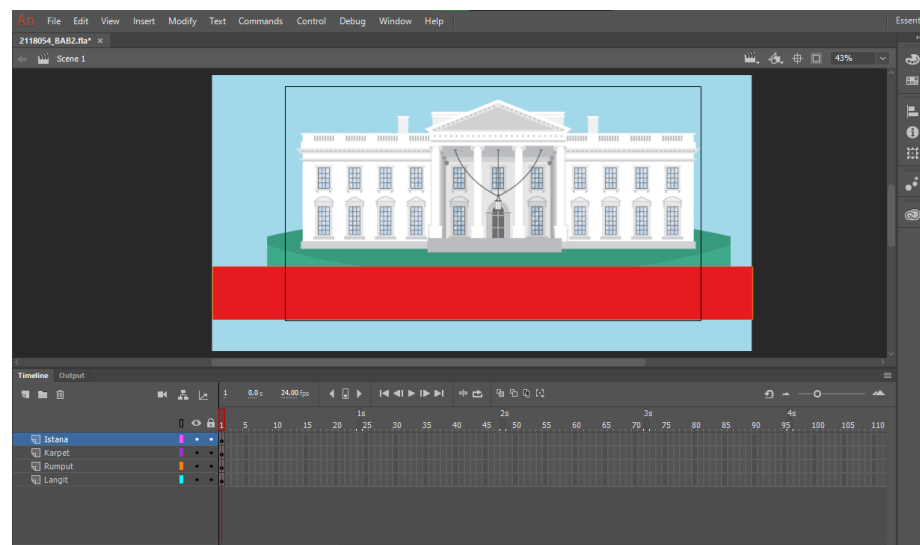 An File Edit View Insert Modify Text Commands Control Debug Window Help Essent
2118054_BAB2.fla* ×
Scene 1 43%
Timeline Output
1 0,0 s 24,00 fps
1s 2s 3s 4s
1 5 10 15 20 25 30 35 40 45 50 55 60 65 70 75 80 85 90 95 100 105 110
Istana
Karpet
Rumput
Langit